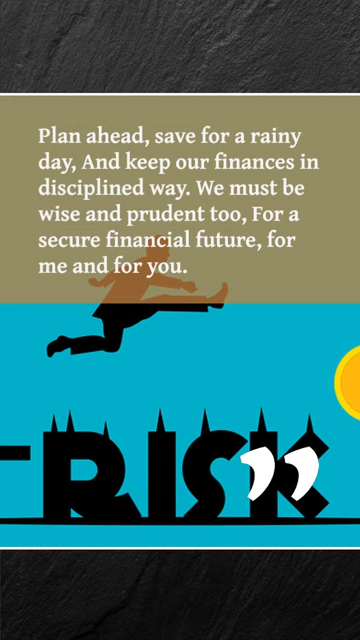 Plan ahead, save for a rainy
day, And keep our finances in
disciplined way. We must be
wise and prudent too, For a
secure financial future, for
me and for you.
RISK
”